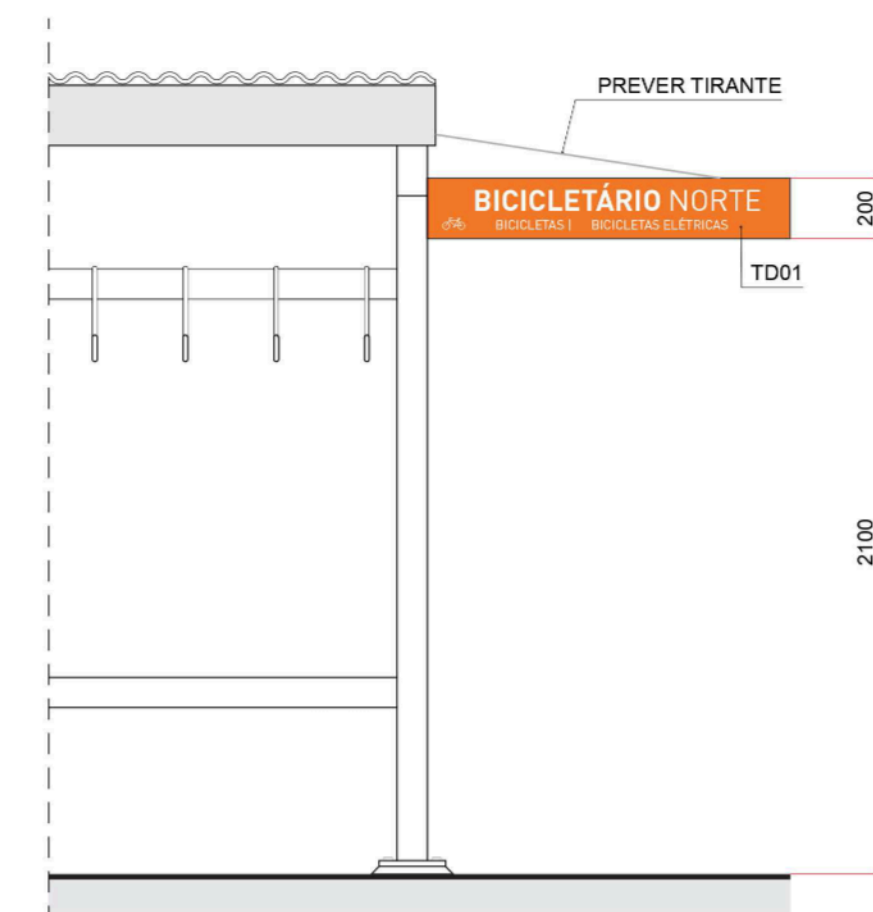 PREVER TIRANTE
BICICLETÁRIO NORTE
BICICLETAS | BICICLETAS ELÉTRICAS
200
TD01
2100